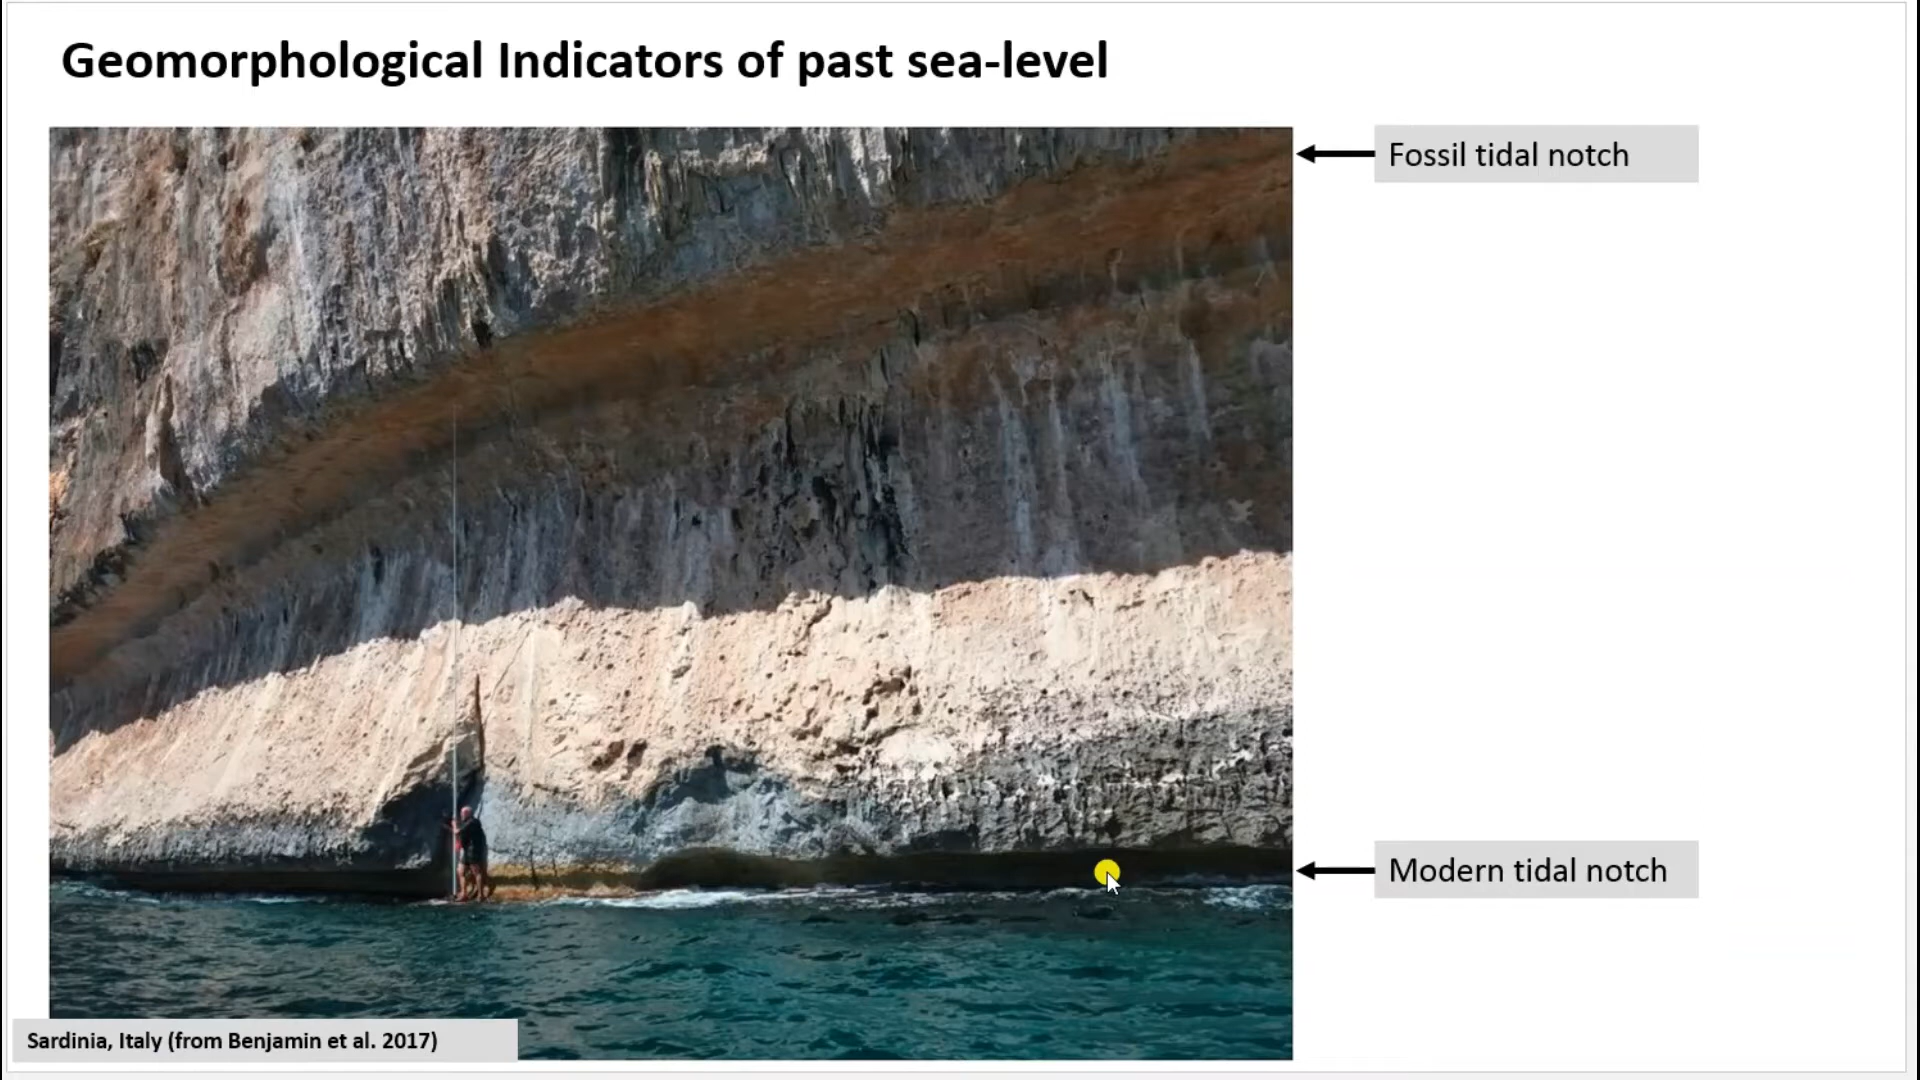 Geomorphological Indicators of past sea-level
Fossil tidal notch
Modern tidal notch
Sardinia, Italy (from Benjamin et al. 2017)